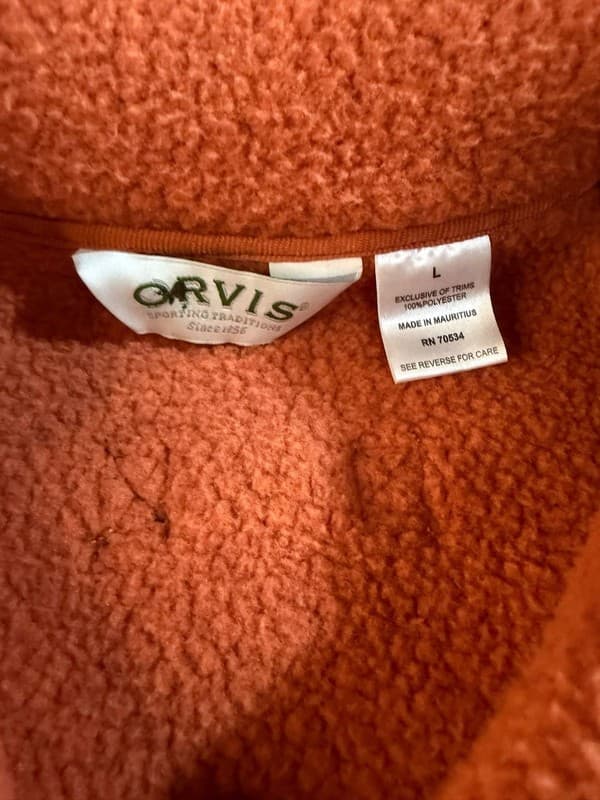 ORVIS®
SPORTING TRADITIONS
Since 1856
L
EXCLUSIVE OF TRIMS
100%POLYESTER
MADE IN MAURITIUS
RN 70534
SEE REVERSE FOR CARE